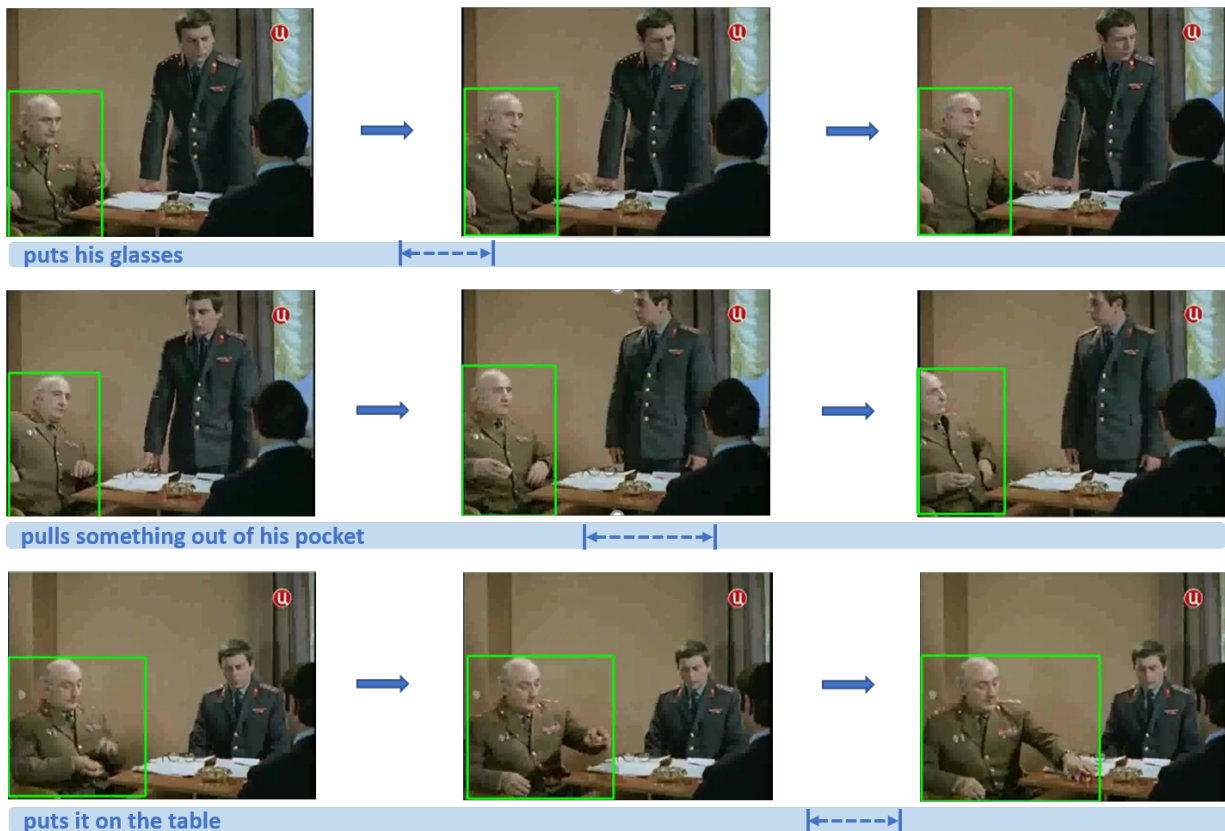 ц
ц
ц
puts his glasses
ц
ц
ц
pulls something out of his pocket
ц
ц
ц
puts it on the table